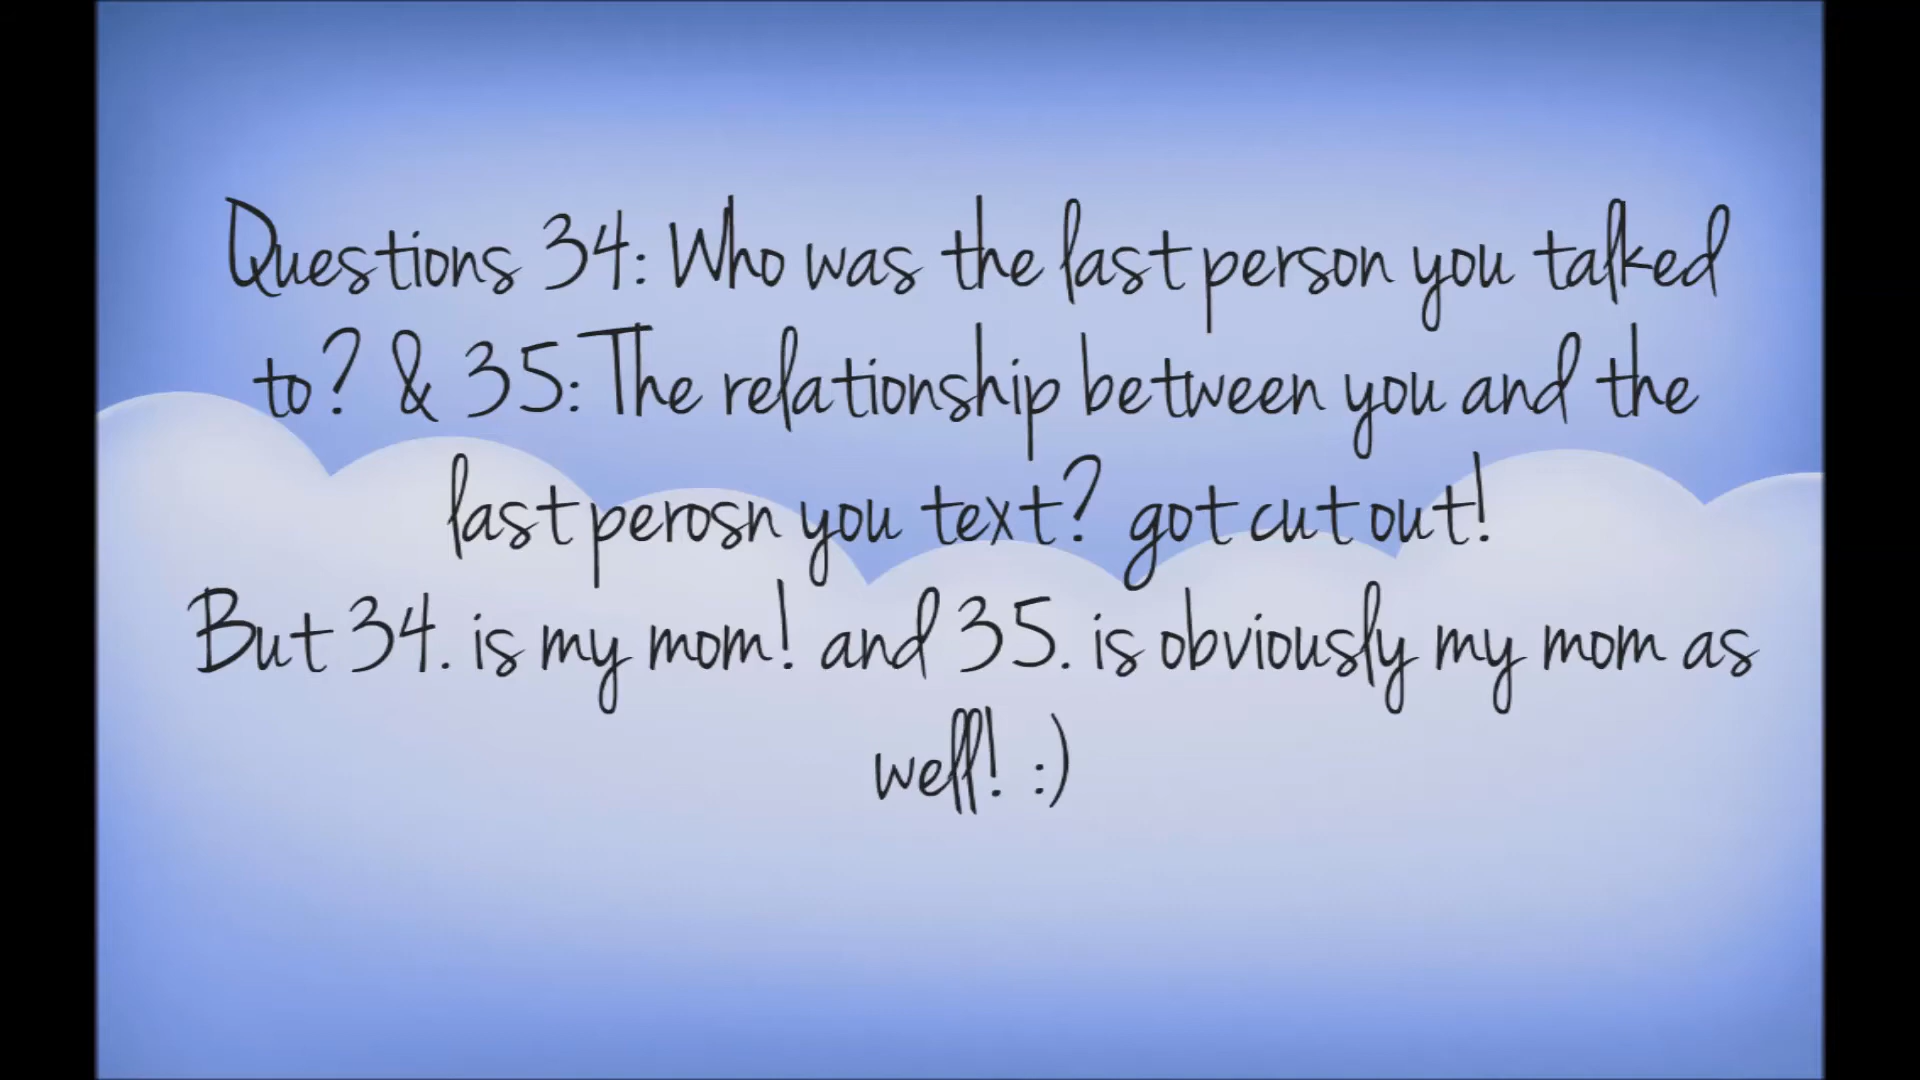 Questions 34: Who was the last person you talked
to? & 35: The relationship between you and the
last perosn you text? got cut out!
But 34. is my mom! and 35. is obviously my mom as
well! :)